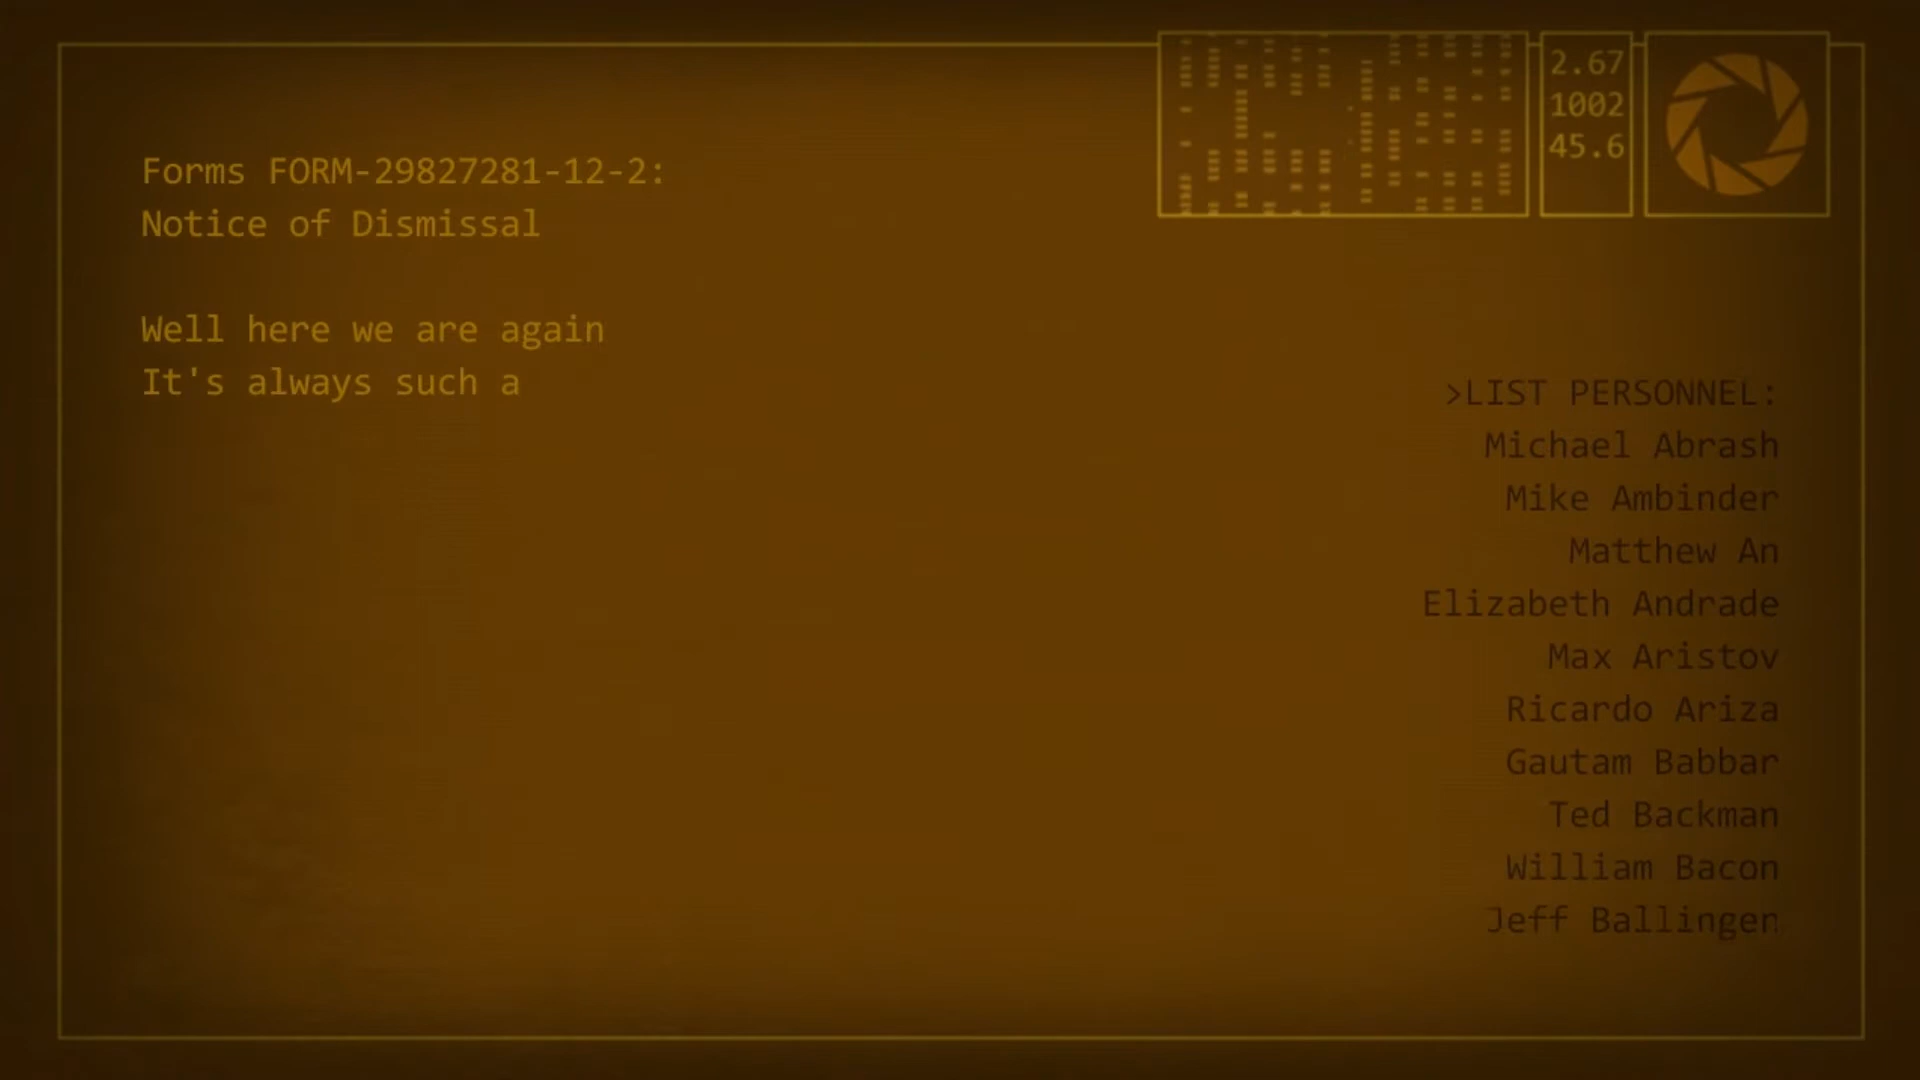 2.67
1002
45.6
Forms FORM-29827281-12-2:
Notice of Dismissal
Well here we are again
It's always such a
>LIST PERSONNEL:
Michael Abrash
Mike Ambinder
Matthew An
Elizabeth Andrade
Max Aristov
Ricardo Ariza
Gautam Babbar
Ted Backman
William Bacon
Jeff Ballinger